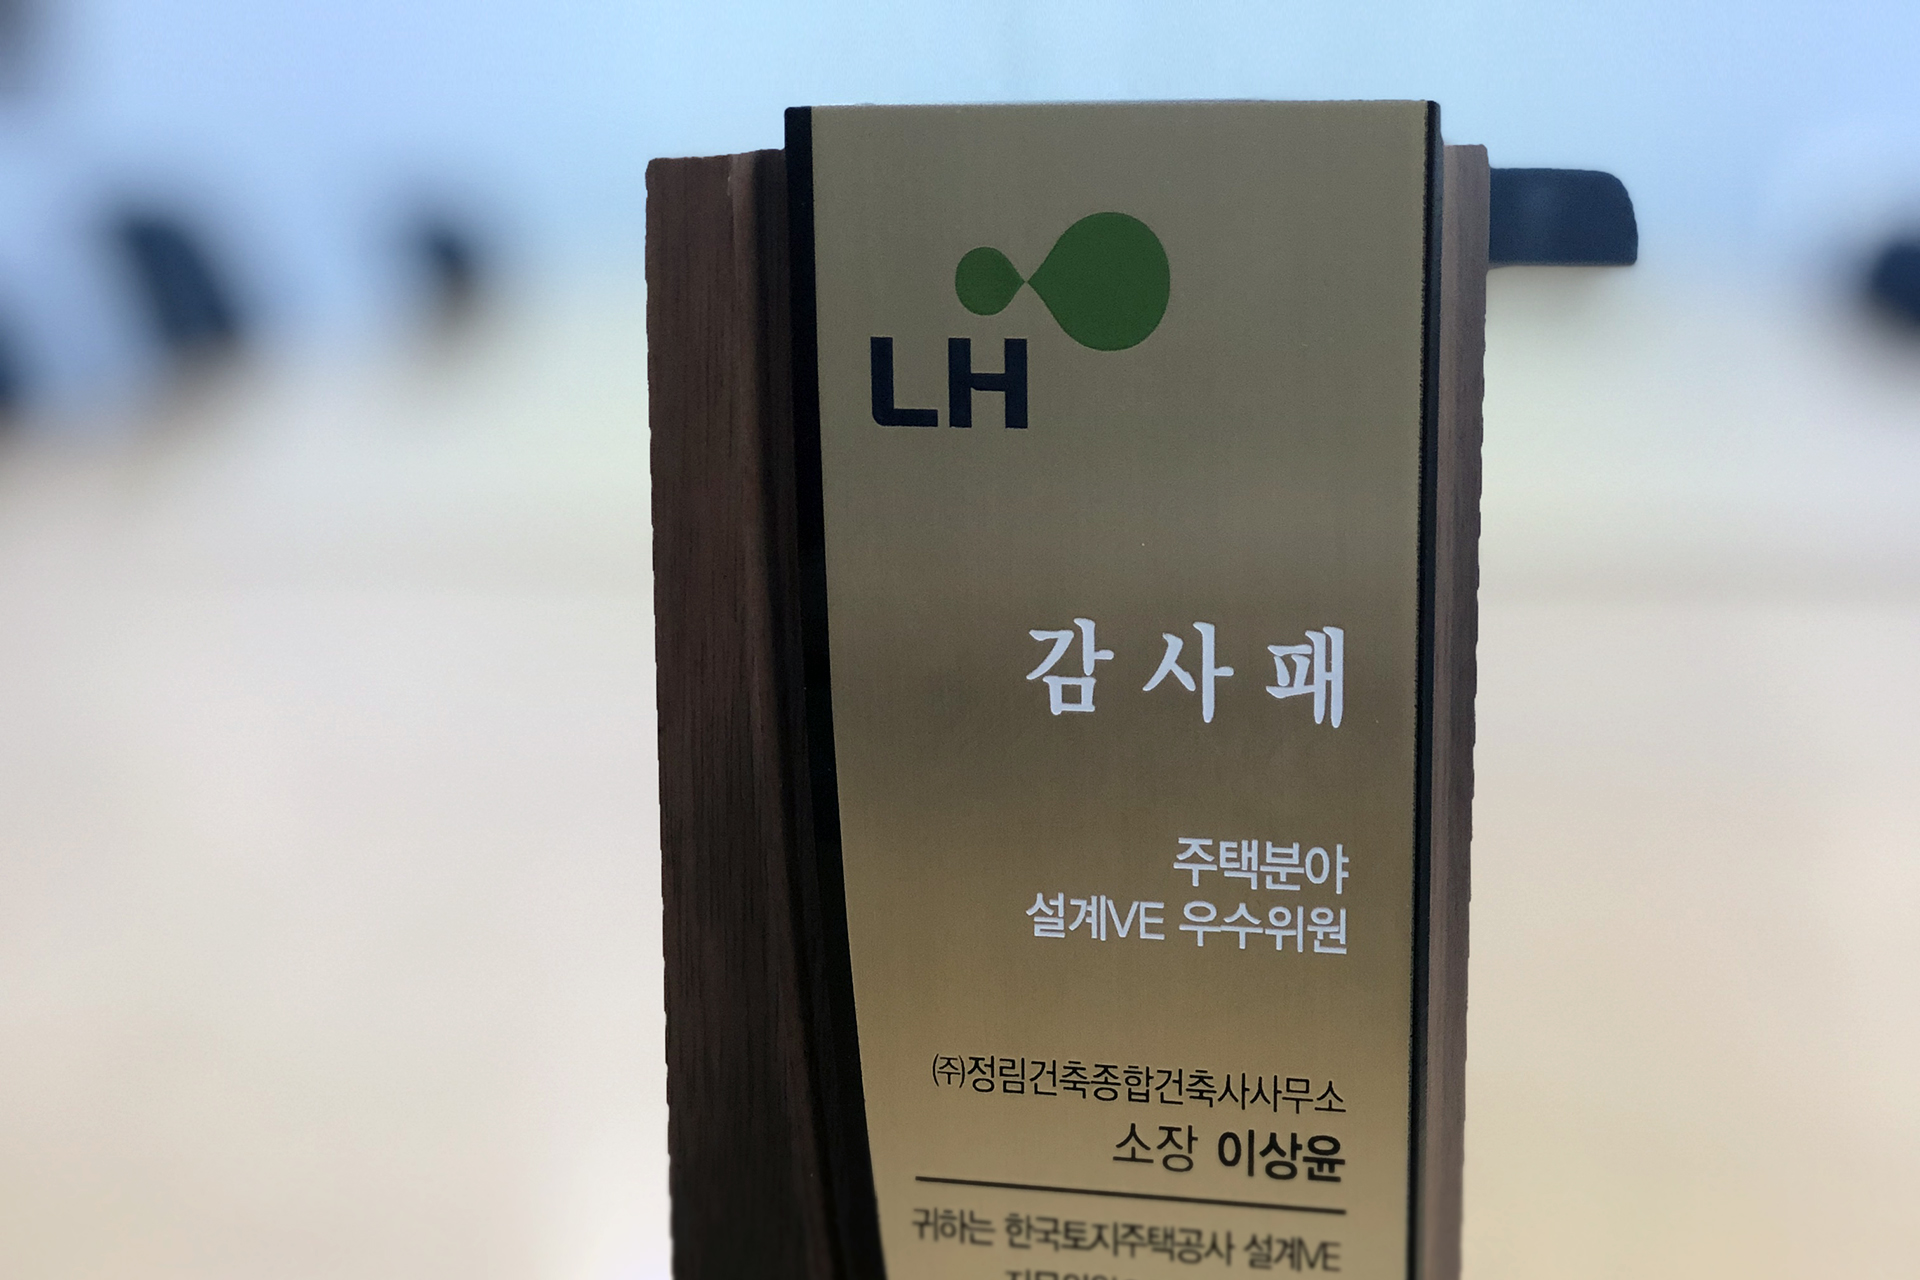 LH
감사패
주택분야
설계VE 우수위원
㈜정림건축종합건축사사무소
소장 이상윤
귀하는 한국토지주택공사 설계VE